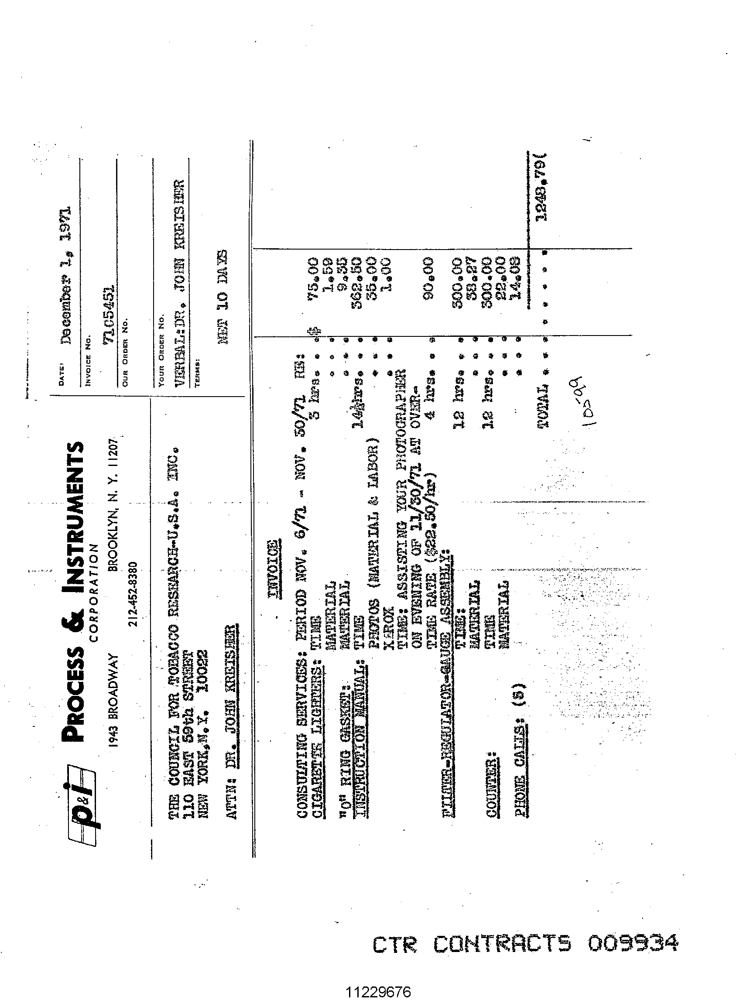 p&i PROCESS & INSTRUMENTS
CORPORATION
1943 BROADWAY BROOKLYN, N. Y. 11207
212-452-8380
DATE: December 1, 1971
INVOICE NO.
71C5451
OUR ORDER NO.
THE COUNCIL FOR TOBACCO RESEARCH-U.S.A. INC.
110 EAST 59th STREET
NEW YORK, N.Y. 10022
ATTN: DR. JOHN KREISHER
YOUR ORDER NO.
VERBAL:DR. JOHN KREISHER
TERMS:
NET 10 DAYS
INVOICE
CONSULTING SERVICES: PERIOD NOV. 6/71 - NOV. 30/71 RE:
CIGARETTE LIGHTERS: TIME 3 hrs. . . $ 75.00
MATERIAL . . . 1.59
"O" RING GASKET: MATERIAL . . . 9.35
INSTRUCTION MANUAL: TIME 14½hrs. . . 362.50
PHOTOS (MATERIAL & LABOR) . . . 35.00
XEROX . . . 1.00
TIME: ASSISTING YOUR PHOTOGRAPHER
ON EVENING OF 11/30/71 AT OVER-
TIME RATE ($22.50/hr) 4 hrs. . . 90.00
FILTER-REGULATOR-GAUGE ASSEMBLY:
TIME: 12 hrs. . . 300.00
MATERIAL . . . 38.27
COUNTER: TIME 12 hrs. . . 300.00
MATERIAL . . . 22.00
PHONE CALLS: (5) . . . 14.08
TOTAL . . . . . . . 1248.79(
105-99
CTR CONTRACTS 009934
11229676